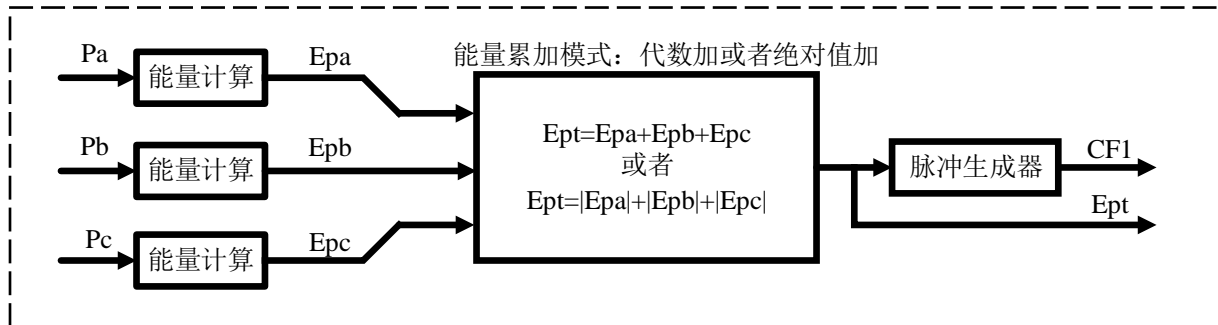 能量累加模式：代数加或者绝对值加
Pa
能量计算
Epa
Pb
能量计算
Epb
Pc
能量计算
Epc
Ept=Epa+Epb+Epc
或者
Ept=|Epa|+|Epb|+|Epc|
脉冲生成器
CF1
Ept